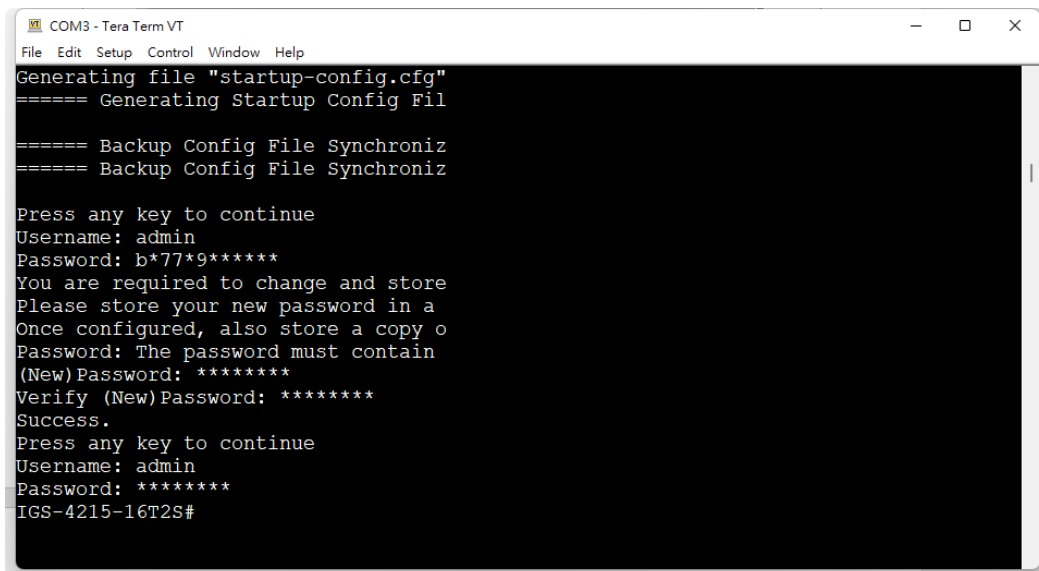 COM3 - Tera Term VT
File Edit Setup Control Window Help
Generating file "startup-config.cfg"
====== Generating Startup Config Fil
====== Backup Config File Synchroniz
====== Backup Config File Synchroniz
Press any key to continue
Username: admin
Password: b*77*9******
You are required to change and store
Please store your new password in a
Once configured, also store a copy o
Password: The password must contain
(New)Password: ********
Verify (New)Password: ********
Success.
Press any key to continue
Username: admin
Password: ********
IGS-4215-16T2S#